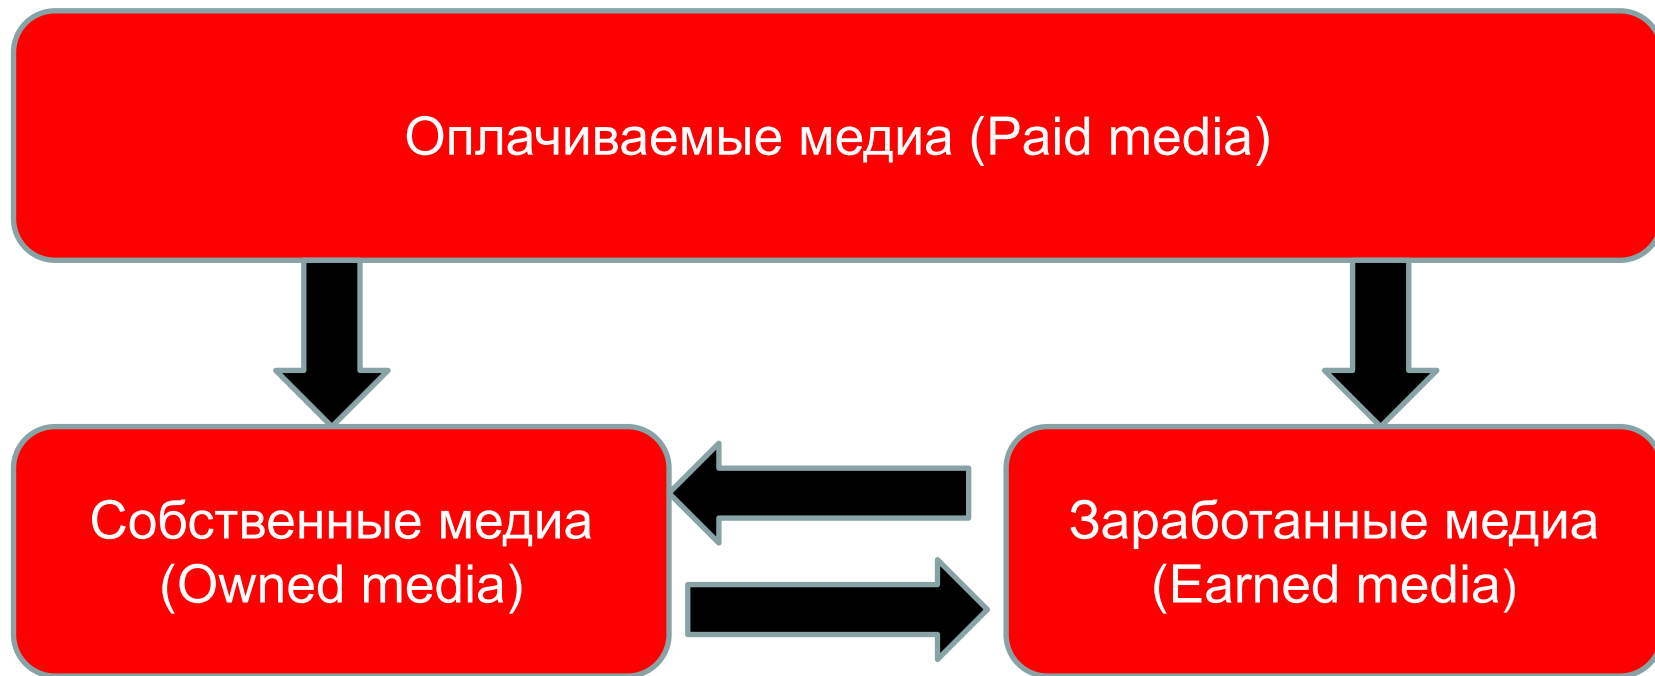 Оплачиваемые медиа (Paid media)
Собственные медиа
(Owned media)
Заработанные медиа
(Earned media)